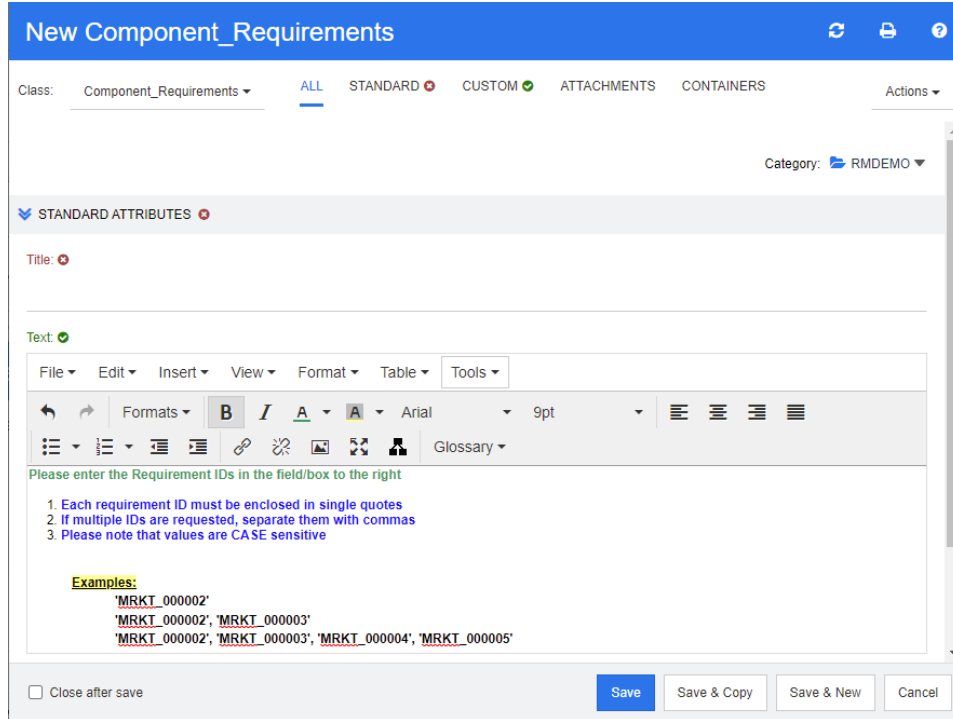 New Component_Requirements
Class: Component_Requirements ALL STANDARD CUSTOM ATTACHMENTS CONTAINERS Actions
Category: RMDEMO
STANDARD ATTRIBUTES
Title:
Text:
File Edit Insert View Format Table Tools
Formats B I A A Arial 9pt
Glossary
Please enter the Requirement IDs in the field/box to the right
1. Each requirement ID must be enclosed in single quotes
2. If multiple IDs are requested, separate them with commas
3. Please note that values are CASE sensitive
Examples:
'MRKT_000002'
'MRKT_000002', 'MRKT_000003'
'MRKT_000002', 'MRKT_000003', 'MRKT_000004', 'MRKT_000005'
Close after save Save Save & Copy Save & New Cancel